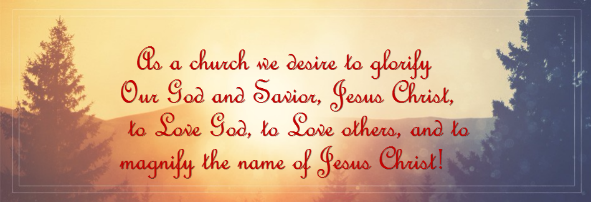 As a church we desire to glorify
Our God and Savior, Jesus Christ,
to Love God, to Love others, and to
magnify the name of Jesus Christ!